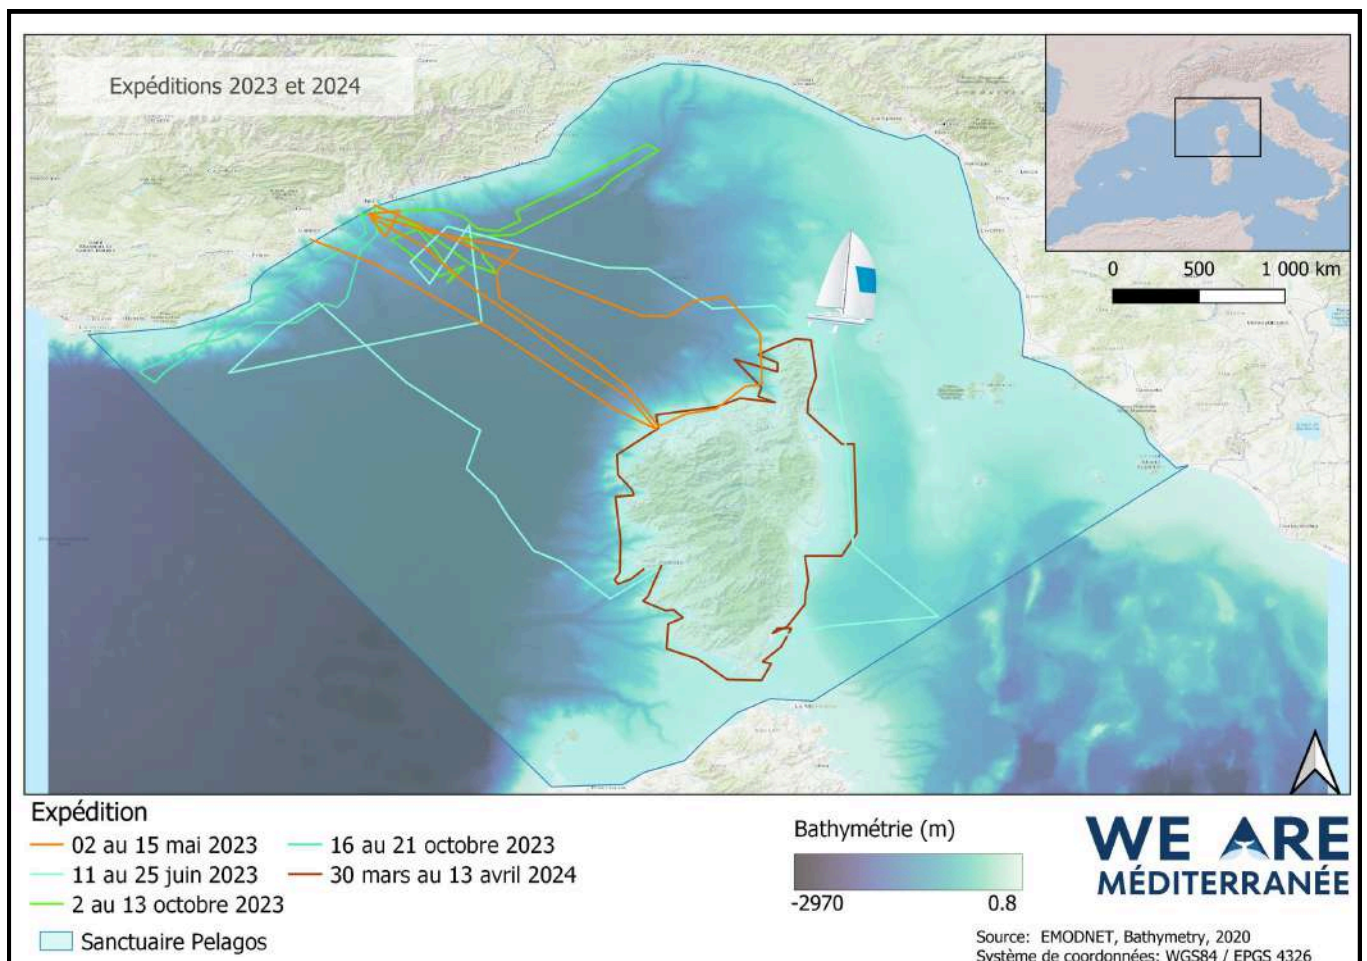 Expéditions 2023 et 2024
0 500 1 000 km
Expédition
02 au 15 mai 2023
16 au 21 octobre 2023
11 au 25 juin 2023
30 mars au 13 avril 2024
2 au 13 octobre 2023
Sanctuaire Pelagos
Bathymétrie (m)
-2970 0.8
WE ARE
MÉDITERRANÉE
Source: EMODNET, Bathymetry, 2020
Système de coordonnées: WGS84 / EPGS 4326